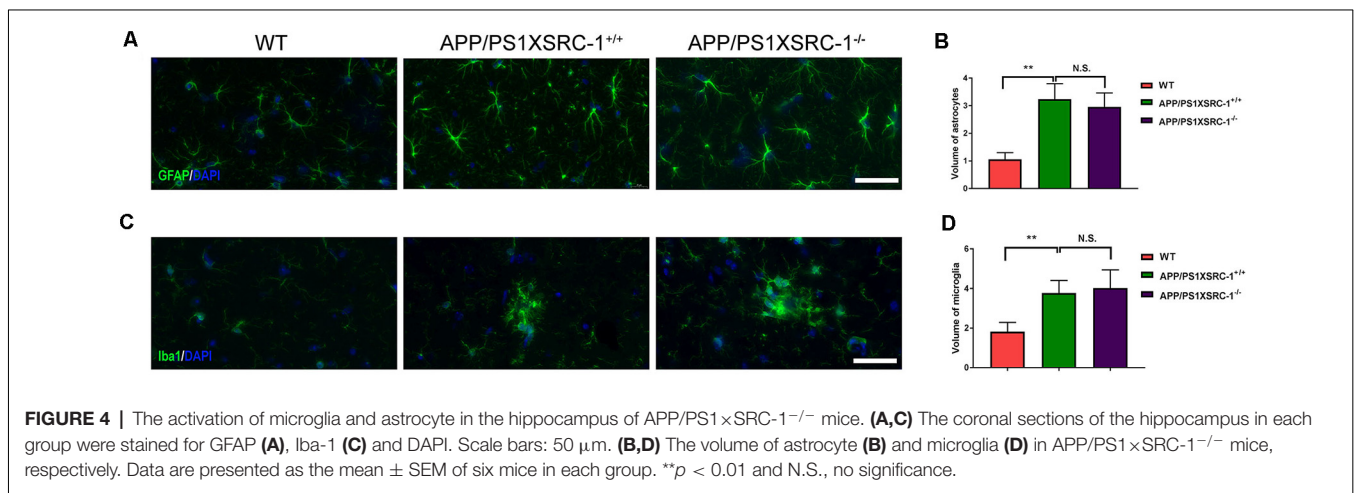 A
WT
APP/PS1XSRC-1+/+
APP/PS1XSRC-1-/-
GFAP/DAPI
B
Volume of astrocytes
4
3
2
1
0
**
N.S.
WT
APP/PS1XSRC-1+/+
APP/PS1XSRC-1-/-
C
Iba1/DAPI
D
Volume of microglia
6
4
2
0
**
N.S.
WT
APP/PS1XSRC-1+/+
APP/PS1XSRC-1-/-
FIGURE 4 | The activation of microglia and astrocyte in the hippocampus of APP/PS1×SRC-1−/− mice. (A,C) The coronal sections of the hippocampus in each
group were stained for GFAP (A), Iba-1 (C) and DAPI. Scale bars: 50 μm. (B,D) The volume of astrocyte (B) and microglia (D) in APP/PS1×SRC-1−/− mice,
respectively. Data are presented as the mean ± SEM of six mice in each group. **p < 0.01 and N.S., no significance.